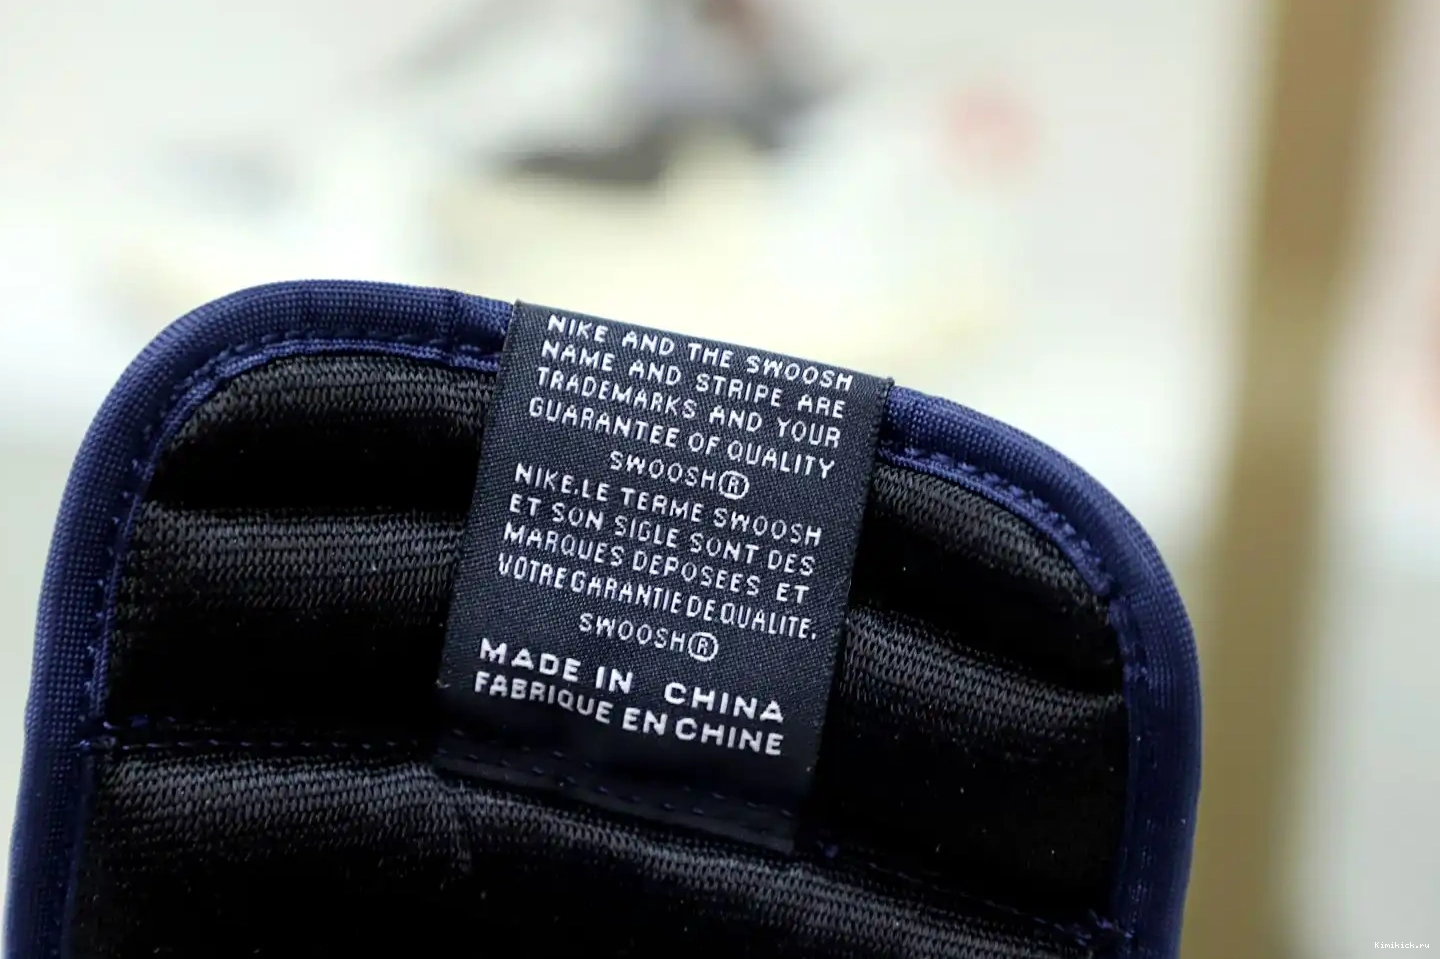 NIKE AND THE SWOOSH
NAME AND STRIPE ARE
TRADEMARKS AND YOUR
GUARANTEE OF QUALITY
SWOOSH®
NIKE.LE TERME SWOOSH
ET SON SIGLE SONT DES
MARQUES DEPOSEES ET
VOTRE GARANTIE DE QUALITE.
SWOOSH®
MADE IN CHINA
FABRIQUE EN CHINE
Kimikick.ru